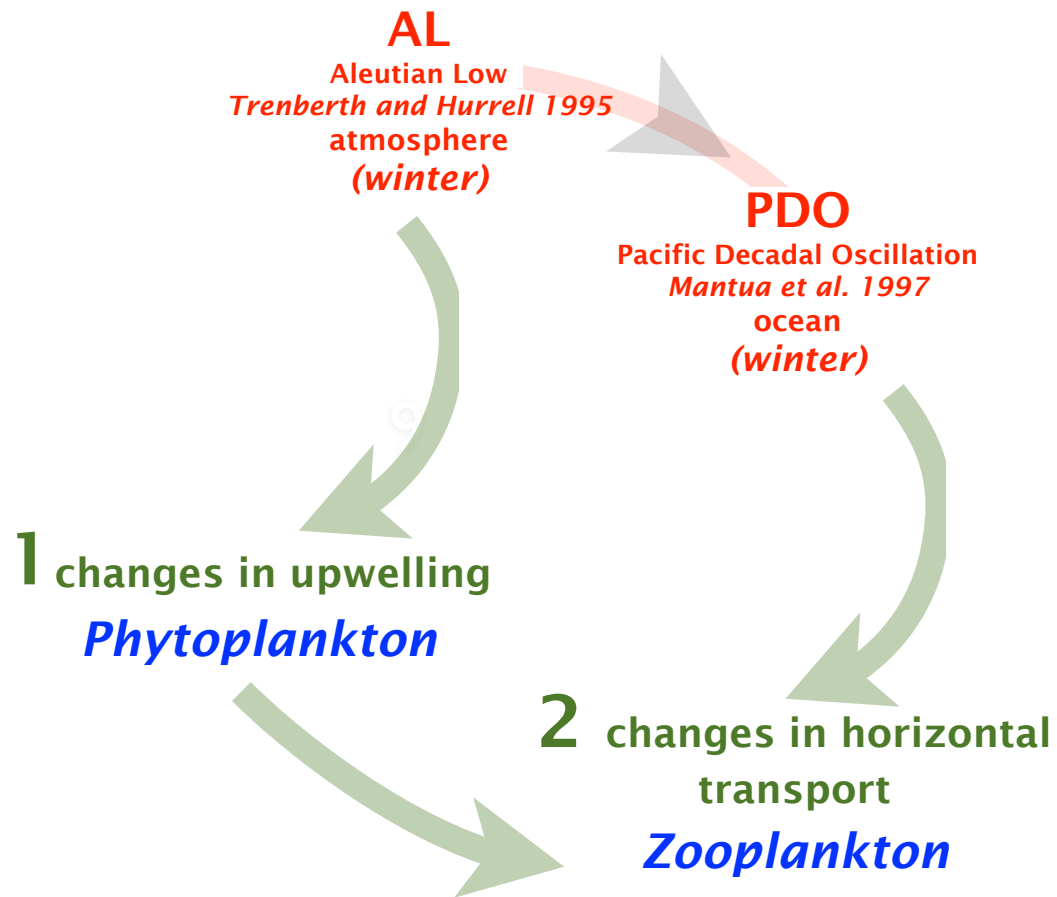 AL
Aleutian Low
Trenberth and Hurrell 1995
atmosphere
(winter)
PDO
Pacific Decadal Oscillation
Mantua et al. 1997
ocean
(winter)
9
1 changes in upwelling
Phytoplankton
2 changes in horizontal
transport
Zooplankton